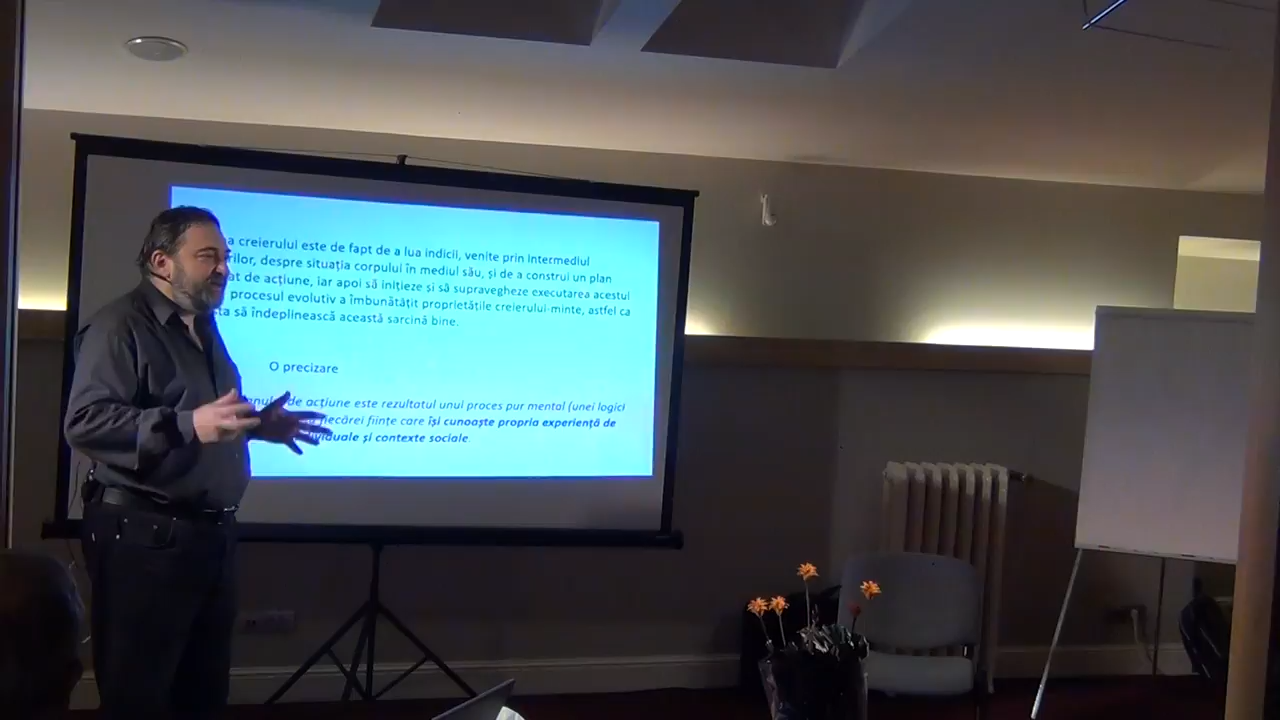 a creierului este de fapt de a lua indicii, venite prin intermediul
rilor, despre situația corpului în mediul său, și de a construi un plan
at de acțiune, iar apoi să inițieze și să supravegheze executarea acestui
procesul evolutiv a îmbunătățit proprietățile creierului-minte, astfel ca
ta să îndeplinească această sarcină bine.
O precizare
de acțiune este rezultatul unui proces pur mental (unei logici
fiecărei ființe care își cunoaște propria experiență de
viduale și contexte sociale.